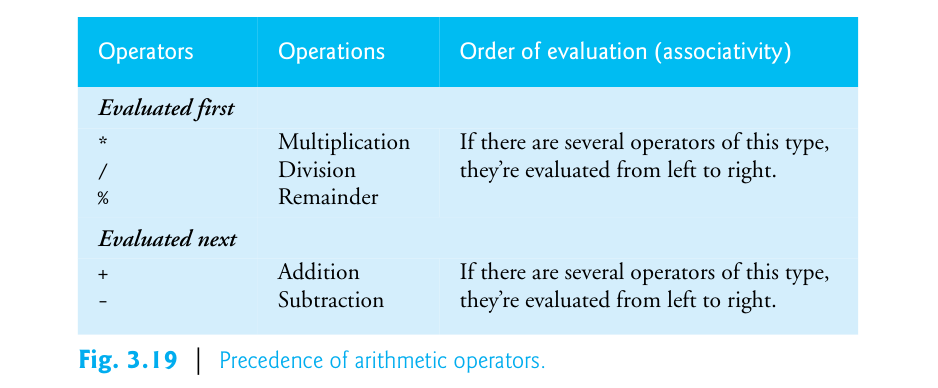 Operators Operations Order of evaluation (associativity)
Evaluated first
* Multiplication If there are several operators of this type,
/ Division they’re evaluated from left to right.
% Remainder
Evaluated next
+ Addition If there are several operators of this type,
- Subtraction they’re evaluated from left to right.
Fig. 3.19 | Precedence of arithmetic operators.